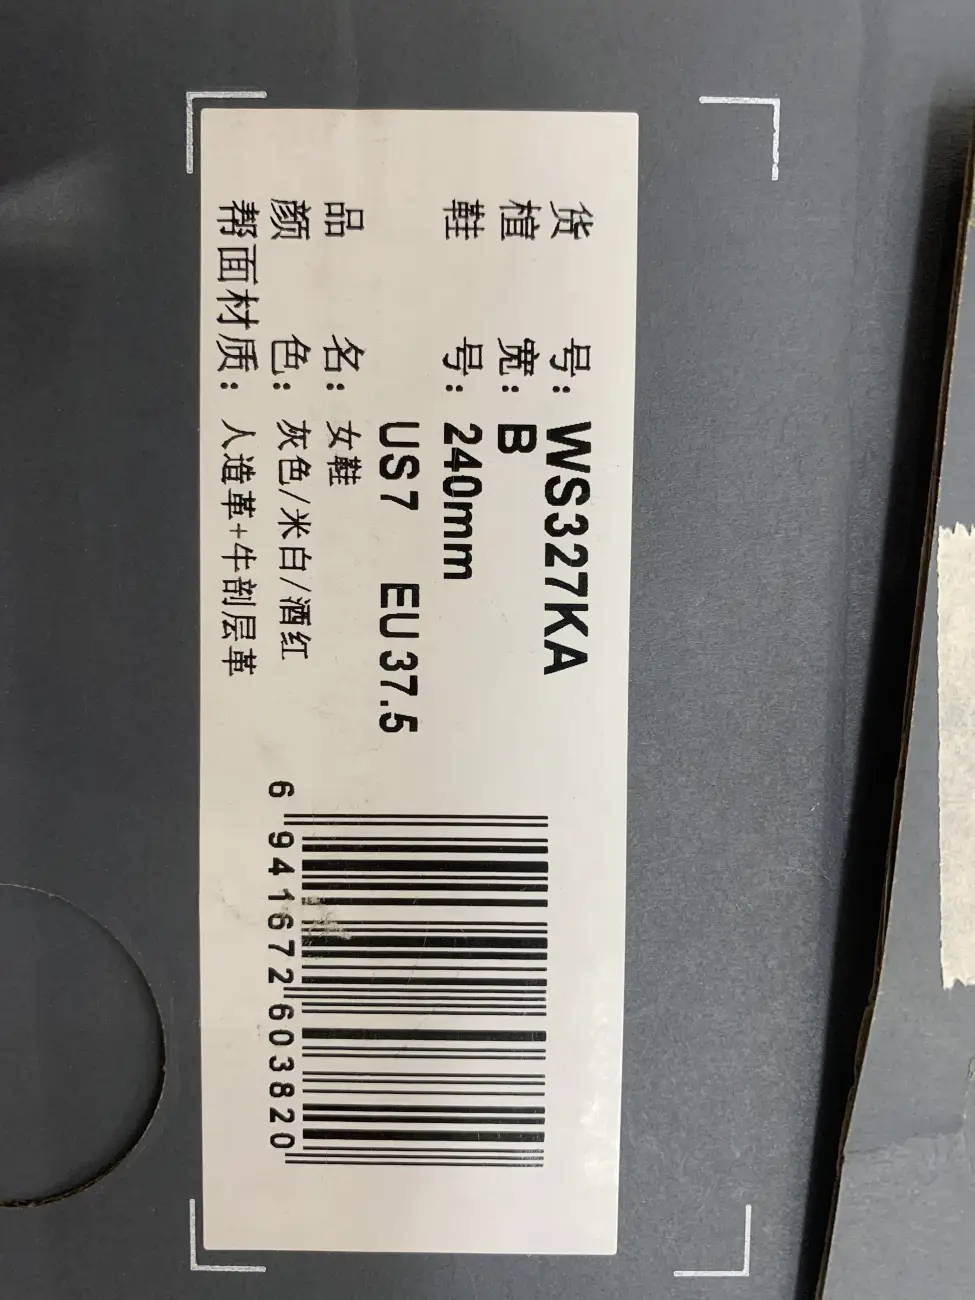 货号: WS327KA
楦宽: B
鞋号: 240mm
US7 EU 37.5
品名: 女鞋
颜色: 灰色/米白/酒红
帮面材质: 人造革+牛剖层革
6 941672 603820